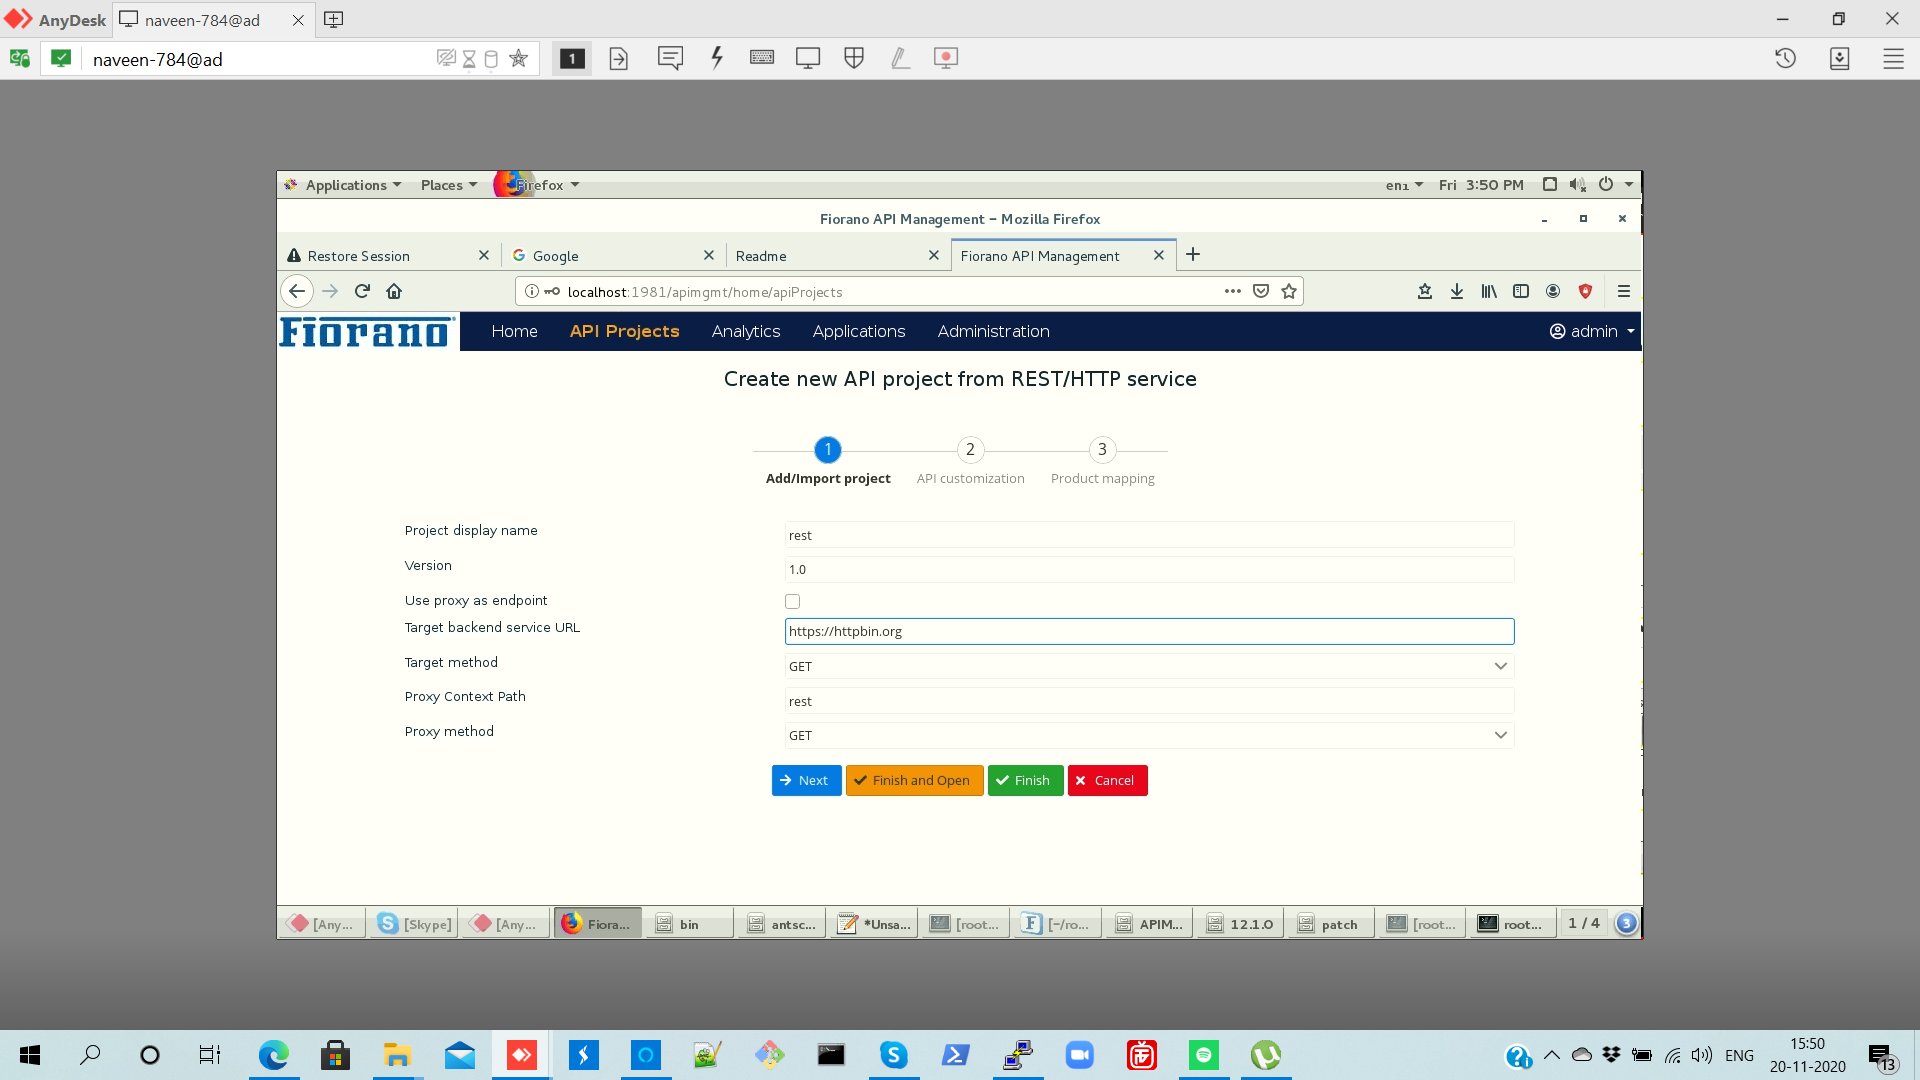 AnyDesk naveen-784@ad
naveen-784@ad 1
Applications Places Firefox en1 Fri 3:50 PM
Fiorano API Management - Mozilla Firefox
Restore Session Google Readme Fiorano API Management
localhost:1981/apimgmt/home/apiProjects
Fiorano Home API Projects Analytics Applications Administration admin
Create new API project from REST/HTTP service
1 2 3
Add/Import project API customization Product mapping
Project display name rest
Version 1.0
Use proxy as endpoint
Target backend service URL https://httpbin.org
Target method GET
Proxy Context Path rest
Proxy method GET
Next Finish and Open Finish Cancel
[Any... [Skype] [Any... Fiora... bin antsc... *Unsa... [root... [~/ro... APIM... 12.1.0 patch [root... root... 1 / 4 3
ENG 15:50
20-11-2020 13